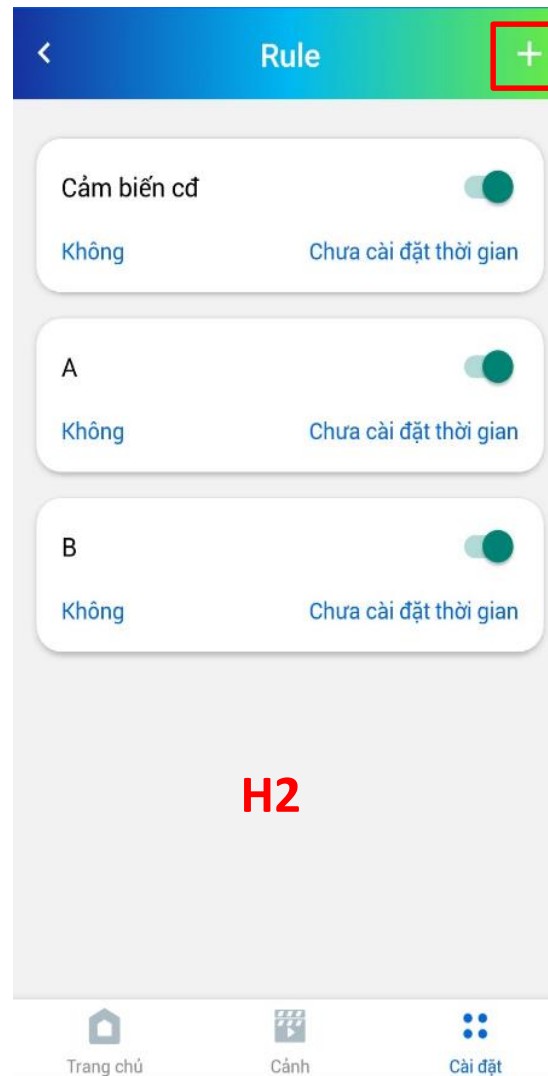 Rule
Cảm biến cđ
Không Chưa cài đặt thời gian
A
Không Chưa cài đặt thời gian
B
Không Chưa cài đặt thời gian
H2
Trang chủ Cảnh Cài đặt